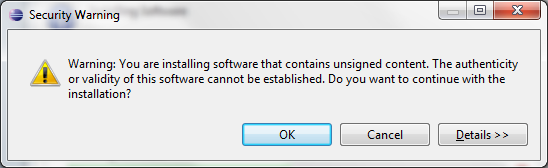 Security Warning
Warning: You are installing software that contains unsigned content. The authenticity
or validity of this software cannot be established. Do you want to continue with the
installation?
OK
Cancel
Details >>